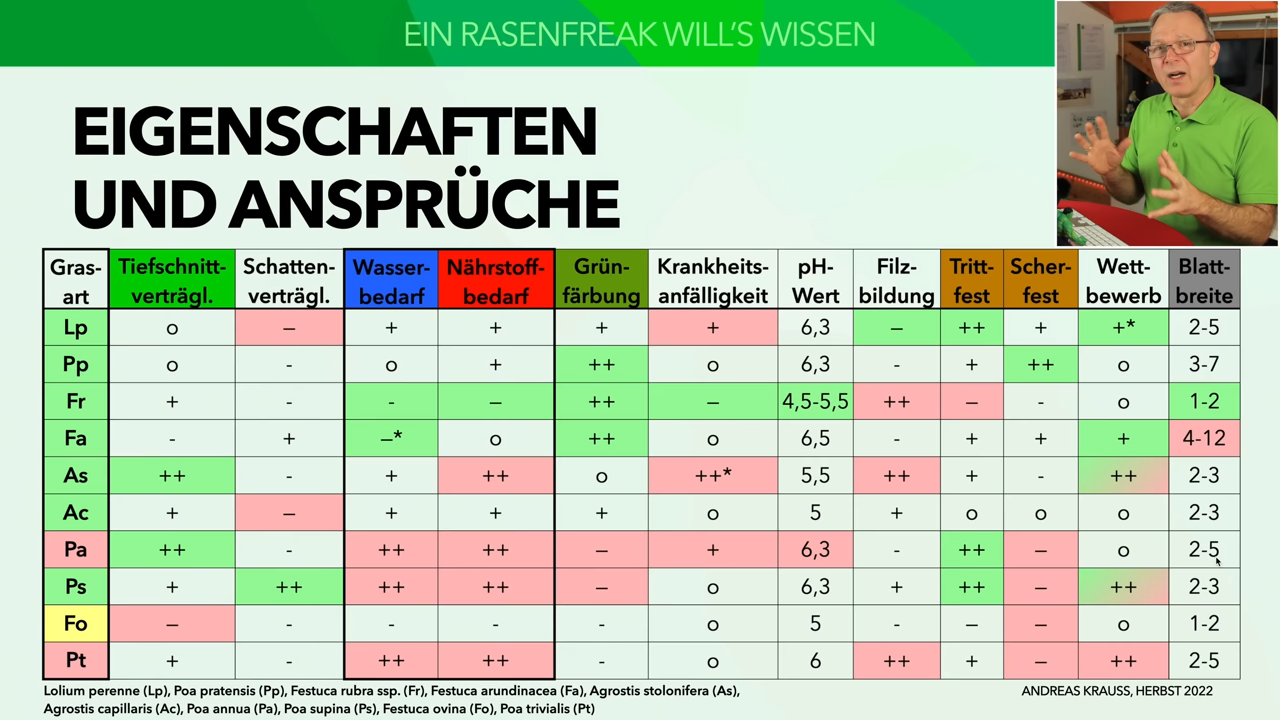 EIN RASENFREAK WILL'S WISSEN
EIGENSCHAFTEN
UND ANSPRÜCHE
Gras-art Tiefschnitt-verträgl. Schatten-verträgl. Wasser-bedarf Nährstoff-bedarf Grün-färbung Krankheits-anfälligkeit pH-Wert Filz-bildung Tritt-fest Scher-fest Wett-bewerb Blatt-breite
Lp o – + + + + 6,3 – ++ + +* 2-5
Pp o - o + ++ o 6,3 - + ++ o 3-7
Fr + - - – ++ – 4,5-5,5 ++ – - o 1-2
Fa - + –* o ++ o 6,5 - + + + 4-12
As ++ - + ++ o ++* 5,5 ++ + - ++ 2-3
Ac + – + + + o 5 + o o o 2-3
Pa ++ - ++ ++ – + 6,3 - ++ – o 2-5
Ps + ++ ++ ++ – o 6,3 + ++ – ++ 2-3
Fo – - - - - o 5 - – – o 1-2
Pt + - ++ ++ - o 6 ++ + – ++ 2-5
Lolium perenne (Lp), Poa pratensis (Pp), Festuca rubra ssp. (Fr), Festuca arundinacea (Fa), Agrostis stolonifera (As),
Agrostis capillaris (Ac), Poa annua (Pa), Poa supina (Ps), Festuca ovina (Fo), Poa trivialis (Pt)
ANDREAS KRAUSS, HERBST 2022